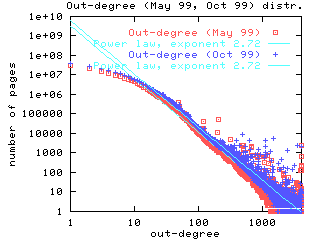 Out-degree (May 99, Oct 99) distr.
1e+10
1e+09
1e+08
1e+07
1e+06
100000
10000
1000
100
10
1
number of pages
Out-degree (May 99)
Power law, exponent 2.72
Out-degree (Oct 99)
Power law, exponent 2.72
1 10 100 1000
out-degree